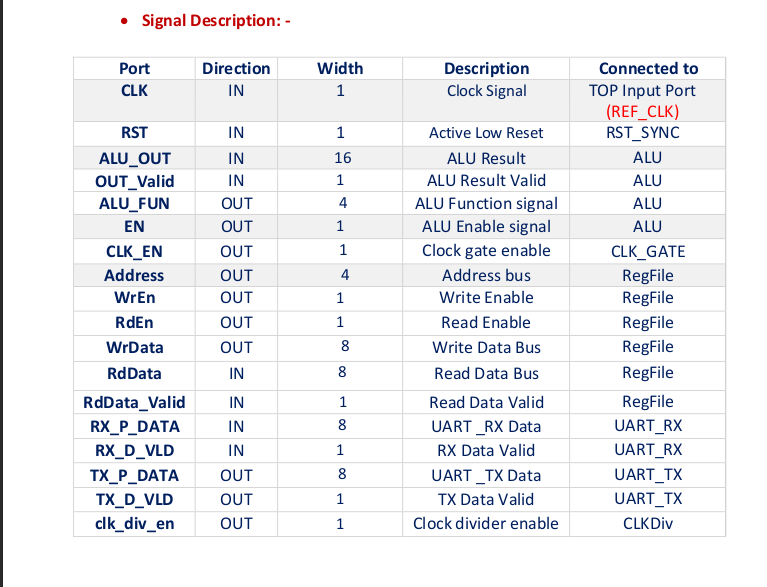 • Signal Description: -
Port Direction Width Description Connected to
CLK IN 1 Clock Signal TOP Input Port
(REF_CLK)
RST IN 1 Active Low Reset RST_SYNC
ALU_OUT IN 16 ALU Result ALU
OUT_Valid IN 1 ALU Result Valid ALU
ALU_FUN OUT 4 ALU Function signal ALU
EN OUT 1 ALU Enable signal ALU
CLK_EN OUT 1 Clock gate enable CLK_GATE
Address OUT 4 Address bus RegFile
WrEn OUT 1 Write Enable RegFile
RdEn OUT 1 Read Enable RegFile
WrData OUT 8 Write Data Bus RegFile
RdData IN 8 Read Data Bus RegFile
RdData_Valid IN 1 Read Data Valid RegFile
RX_P_DATA IN 8 UART _RX Data UART_RX
RX_D_VLD IN 1 RX Data Valid UART_RX
TX_P_DATA OUT 8 UART _TX Data UART_TX
TX_D_VLD OUT 1 TX Data Valid UART_TX
clk_div_en OUT 1 Clock divider enable CLKDiv